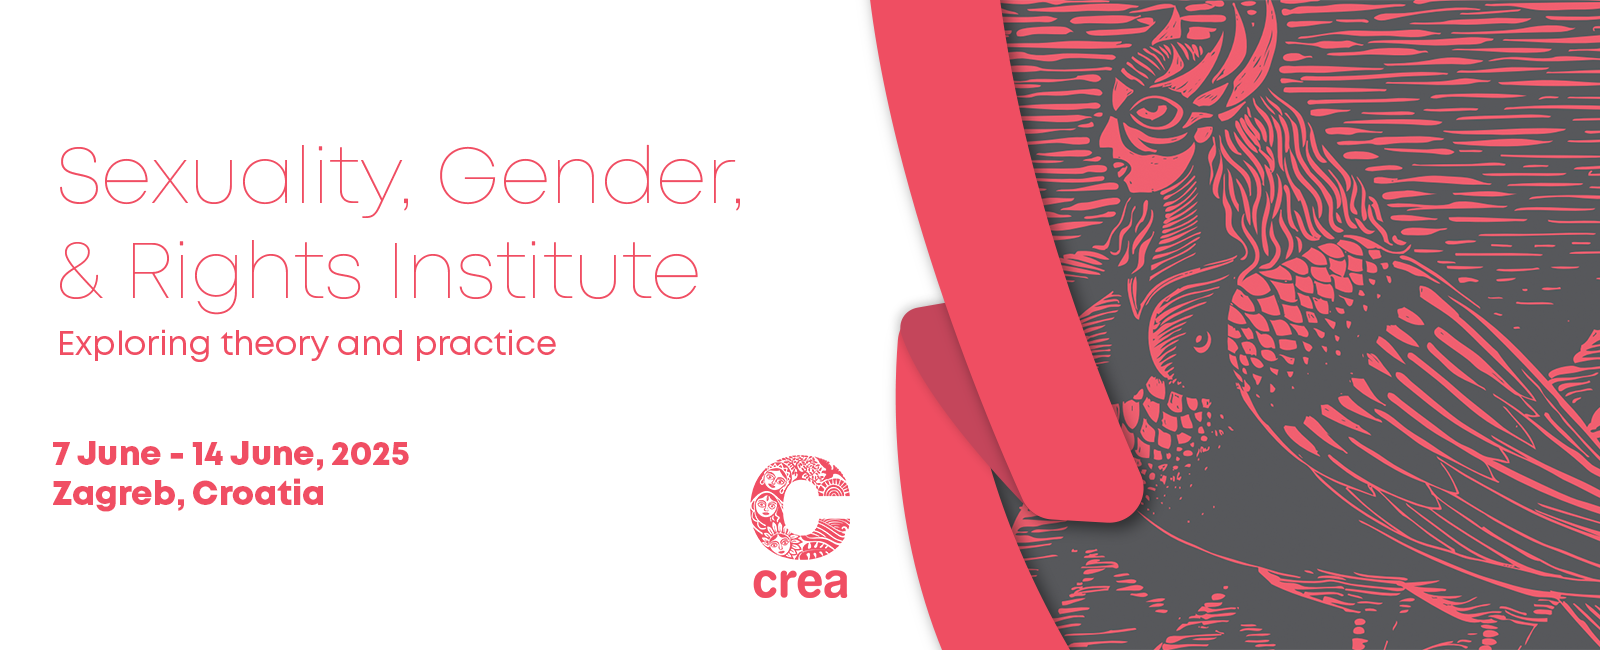 Sexuality, Gender,
& Rights Institute
Exploring theory and practice
7 June - 14 June, 2025
Zagreb, Croatia
crea